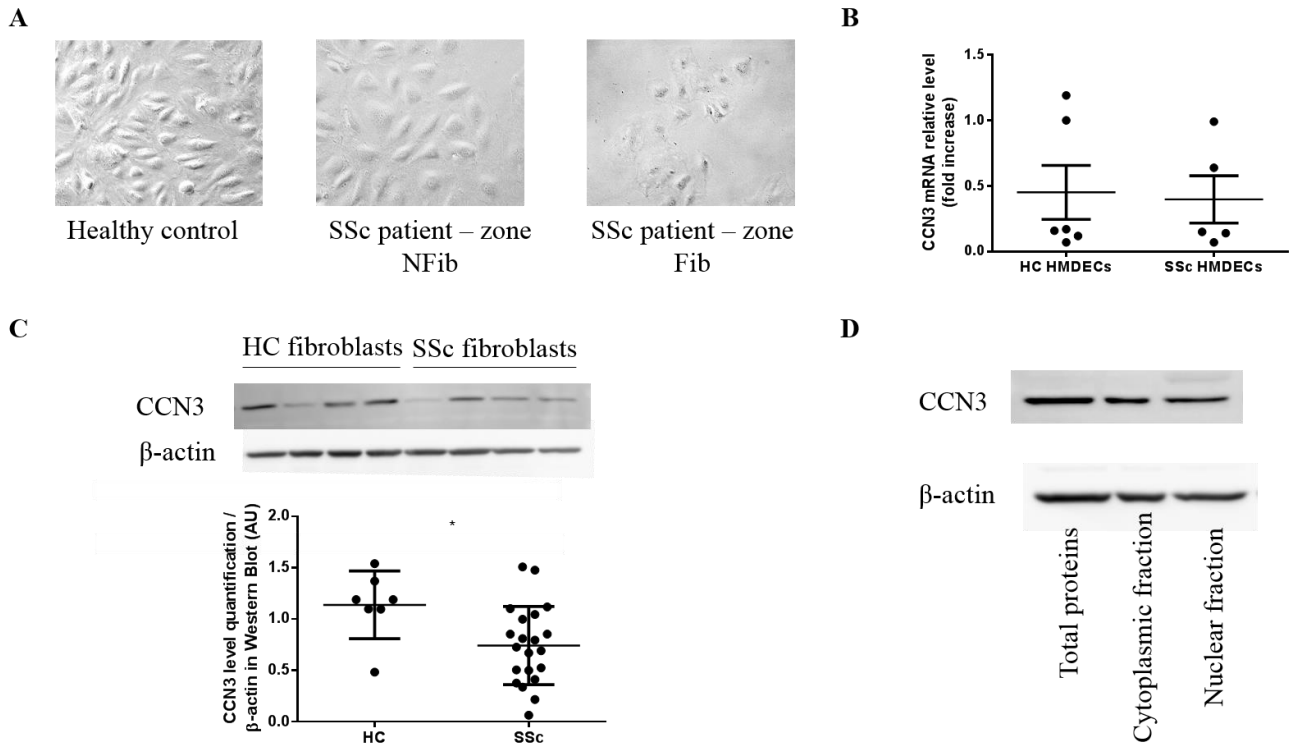 A
Healthy control
SSc patient – zone
NFib
SSc patient – zone
Fib
B
CCN3 mRNA relative level
(fold increase)
1.5
1.0
0.5
0.0
HC HMDECs
SSc HMDECs
C
HC fibroblasts
SSc fibroblasts
CCN3
β-actin
CCN3 level quantification /
β-actin in Western Blot (AU)
2.0
1.5
1.0
0.5
0.0
*
HC
SSc
D
CCN3
β-actin
Total proteins
Cytoplasmic fraction
Nuclear fraction